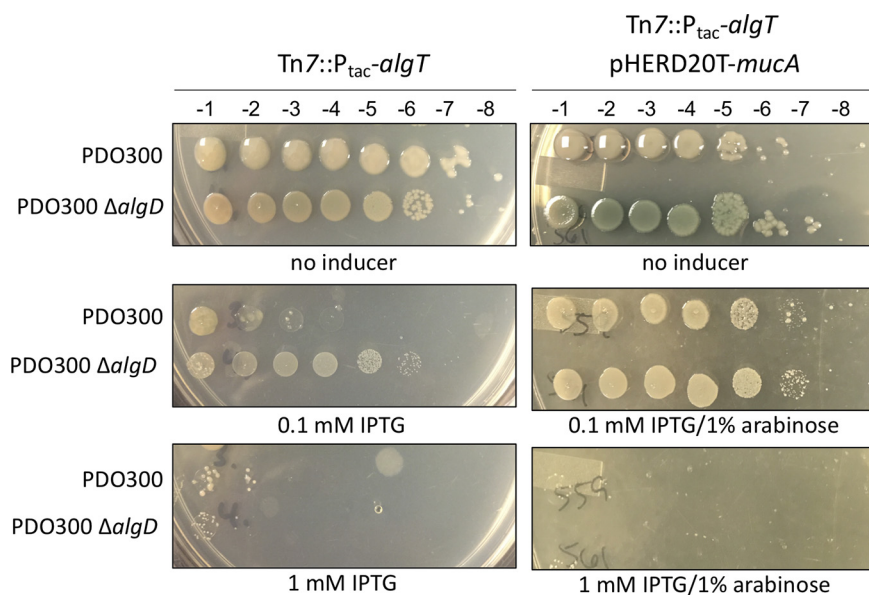 Tn7::Ptac-algT
Tn7::Ptac-algT
pHERD20T-mucA
-1 -2 -3 -4 -5 -6 -7 -8
-1 -2 -3 -4 -5 -6 -7 -8
PDO300
PDO300 ΔalgD
no inducer
no inducer
PDO300
PDO300 ΔalgD
0.1 mM IPTG
0.1 mM IPTG/1% arabinose
PDO300
PDO300 ΔalgD
559
561
1 mM IPTG
1 mM IPTG/1% arabinose